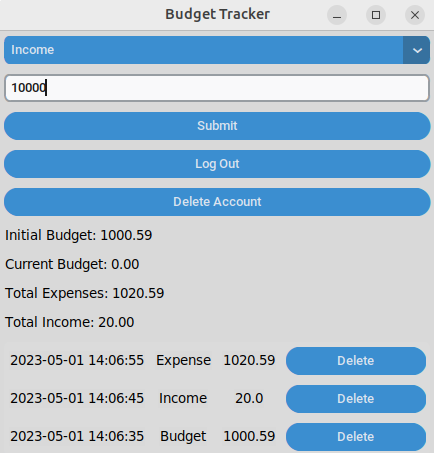 Budget Tracker
Income
10000
Submit
Log Out
Delete Account
Initial Budget: 1000.59
Current Budget: 0.00
Total Expenses: 1020.59
Total Income: 20.00
2023-05-01 14:06:55 Expense 1020.59 Delete
2023-05-01 14:06:45 Income 20.0 Delete
2023-05-01 14:06:35 Budget 1000.59 Delete